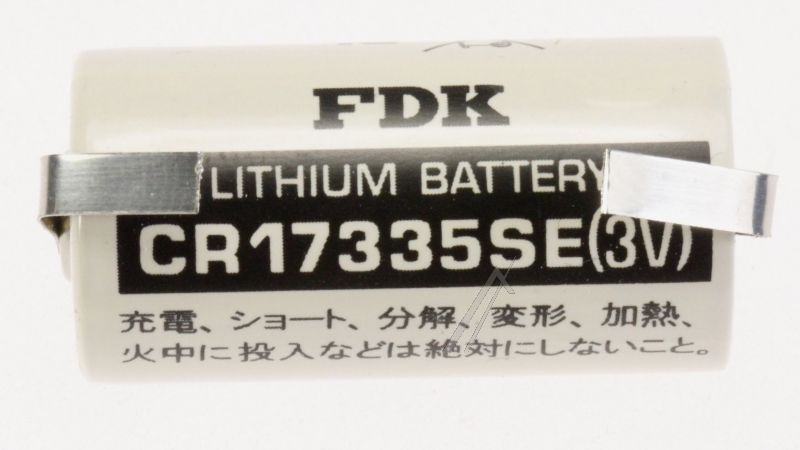 FDK
LITHIUM BATTERY
CR17335SE(3V)
充電、ショート、分解、変形、加熱、
火中に投入などは絶対にしないこと。